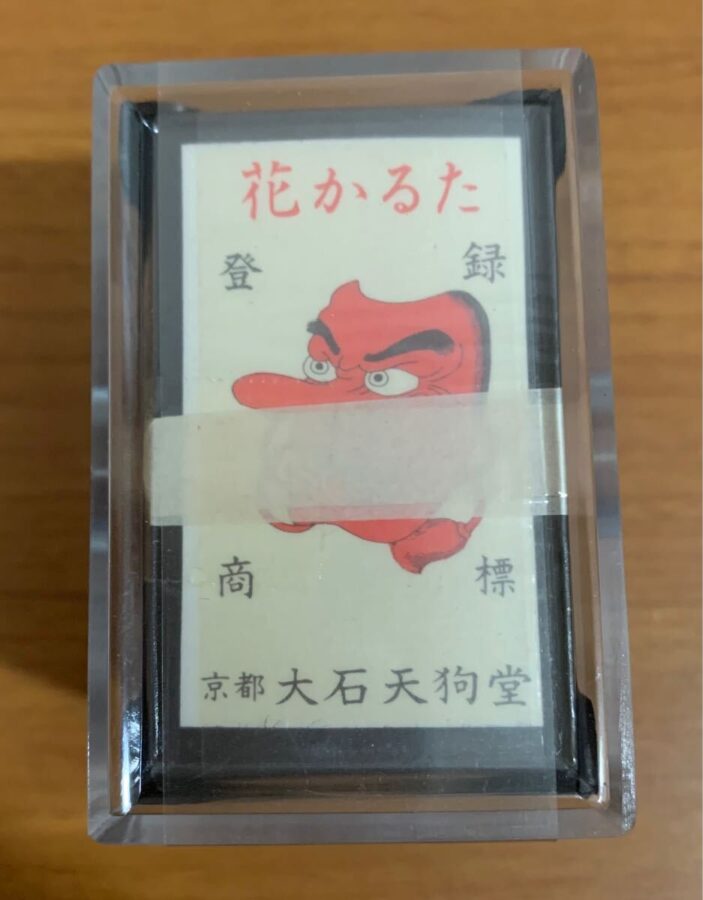 花かるた
登録
商標
京都 大石天狗堂